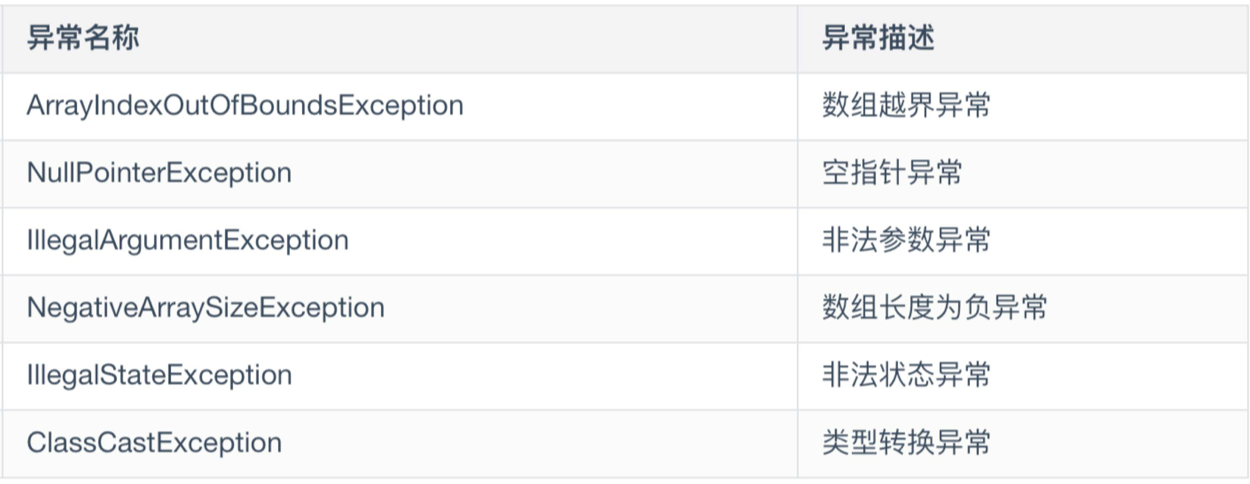 异常名称 异常描述
ArrayIndexOutOfBoundsException 数组越界异常
NullPointerException 空指针异常
IllegalArgumentException 非法参数异常
NegativeArraySizeException 数组长度为负异常
IllegalStateException 非法状态异常
ClassCastException 类型转换异常